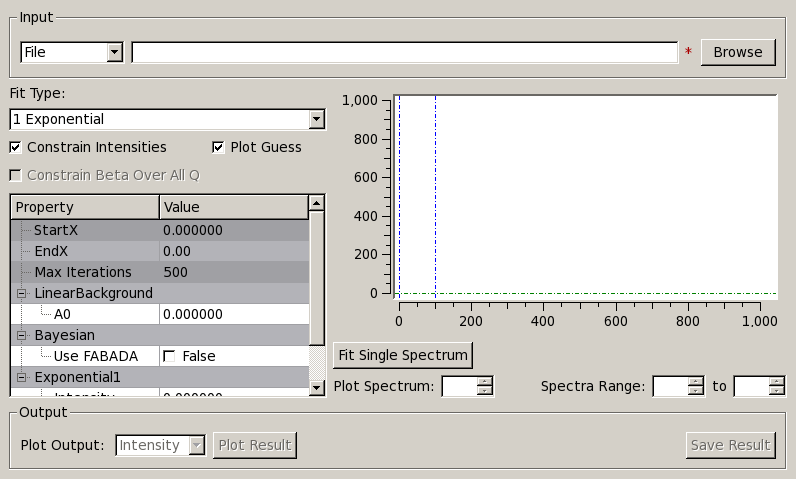 Input
File * Browse
Fit Type:
1 Exponential
Constrain Intensities Plot Guess
Constrain Beta Over All Q
Property Value
StartX 0.000000
EndX 0.00
Max Iterations 500
LinearBackground
A0 0.000000
Bayesian
Use FABADA False
Exponential1
Intensity 0.000000
1,000
800
600
400
200
0
0 200 400 600 800 1,000
Fit Single Spectrum
Plot Spectrum: Spectra Range: to
Output
Plot Output: Intensity Plot Result Save Result